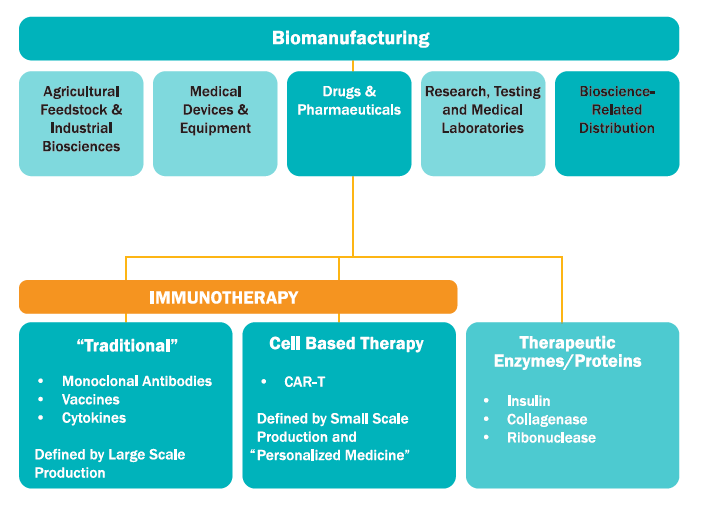 Biomanufacturing
Agricultural
Feedstock &
Industrial
Biosciences
Medical
Devices &
Equipment
Drugs &
Pharmaeuticals
Research, Testing
and Medical
Laboratories
Bioscience-
Related
Distribution
IMMUNOTHERAPY
“Traditional”
• Monoclonal Antibodies
• Vaccines
• Cytokines
Defined by Large Scale
Production
Cell Based Therapy
• CAR-T
Defined by Small Scale
Production and
“Personalized Medicine”
Therapeutic
Enzymes/Proteins
• Insulin
• Collagenase
• Ribonuclease